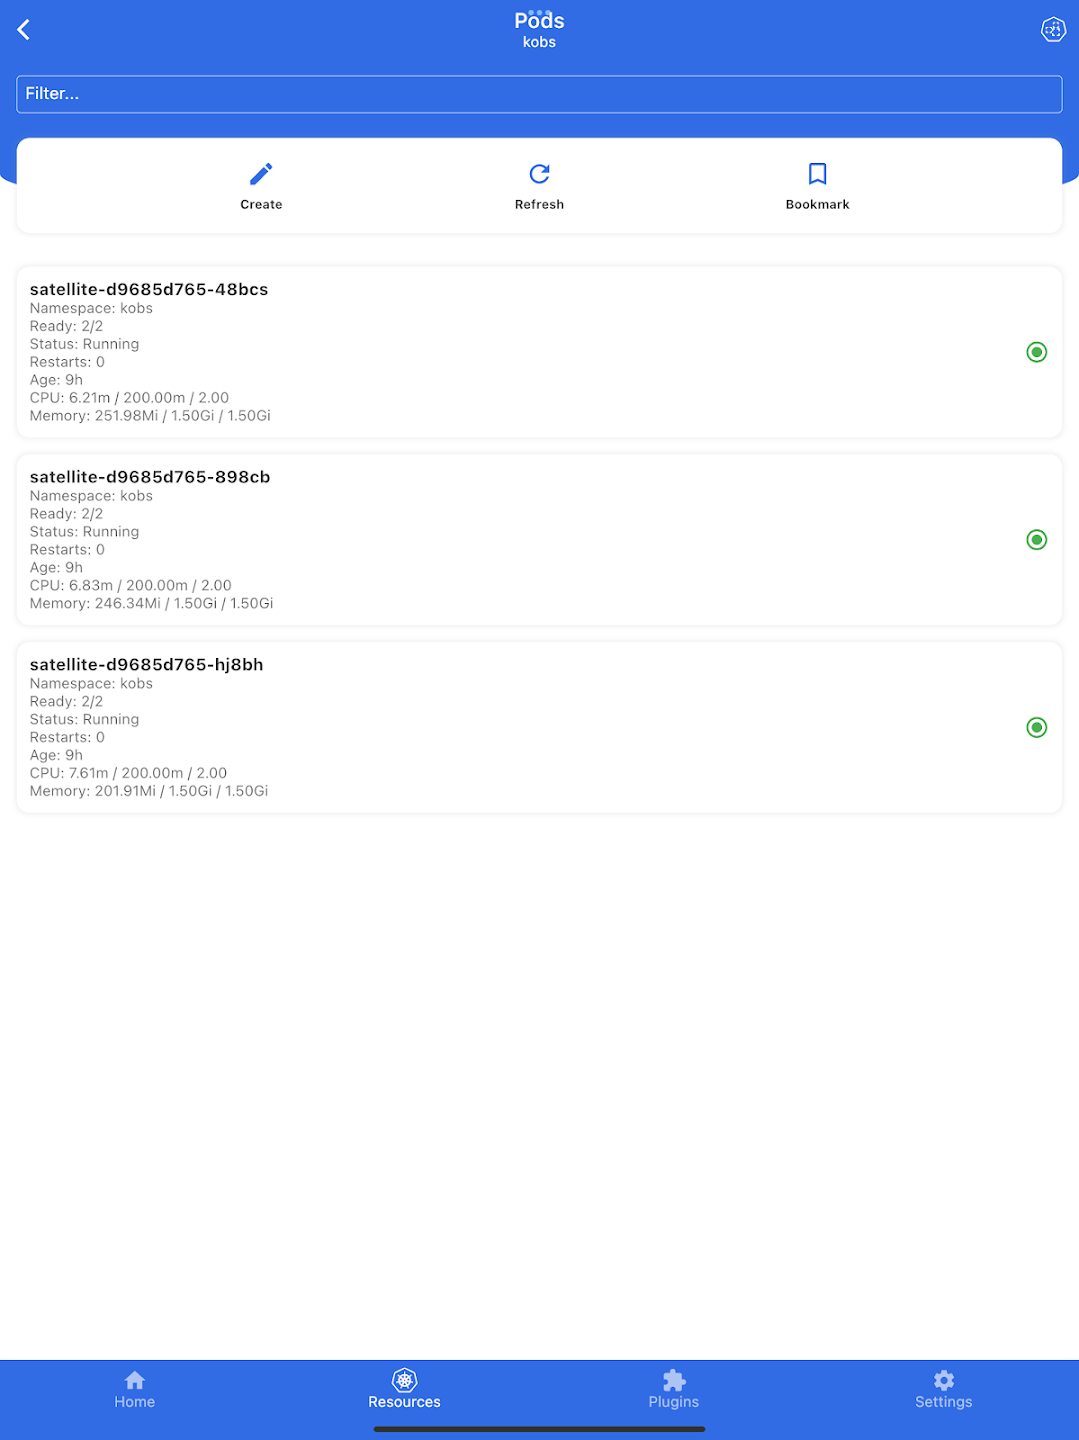 Pods
kobs
Filter...
Create
Refresh
Bookmark
satellite-d9685d765-48bcs
Namespace: kobs
Ready: 2/2
Status: Running
Restarts: 0
Age: 9h
CPU: 6.21m / 200.00m / 2.00
Memory: 251.98Mi / 1.50Gi / 1.50Gi
satellite-d9685d765-898cb
Namespace: kobs
Ready: 2/2
Status: Running
Restarts: 0
Age: 9h
CPU: 6.83m / 200.00m / 2.00
Memory: 246.34Mi / 1.50Gi / 1.50Gi
satellite-d9685d765-hj8bh
Namespace: kobs
Ready: 2/2
Status: Running
Restarts: 0
Age: 9h
CPU: 7.61m / 200.00m / 2.00
Memory: 201.91Mi / 1.50Gi / 1.50Gi
Home
Resources
Plugins
Settings